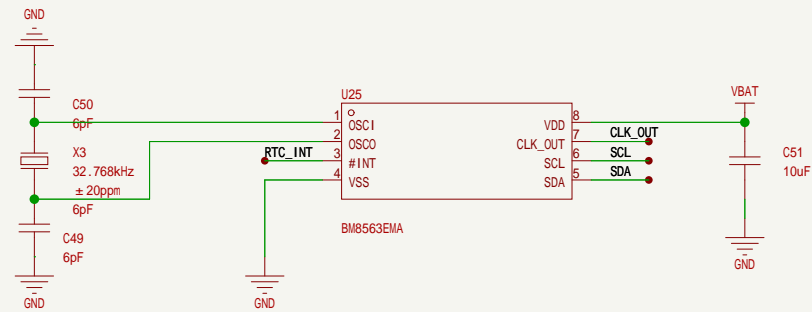 GND
C50
6pF
X3
32.768kHz
±20ppm
6pF
C49
6pF
GND
U25
1 OSCI
2 OSCO
RTC_INT 3 #INT
4 VSS
VDD 8
CLK_OUT 7 CLK_OUT
SCL 6 SCL
SDA 5 SDA
BM8563EMA
GND
VBAT
C51
10uF
GND